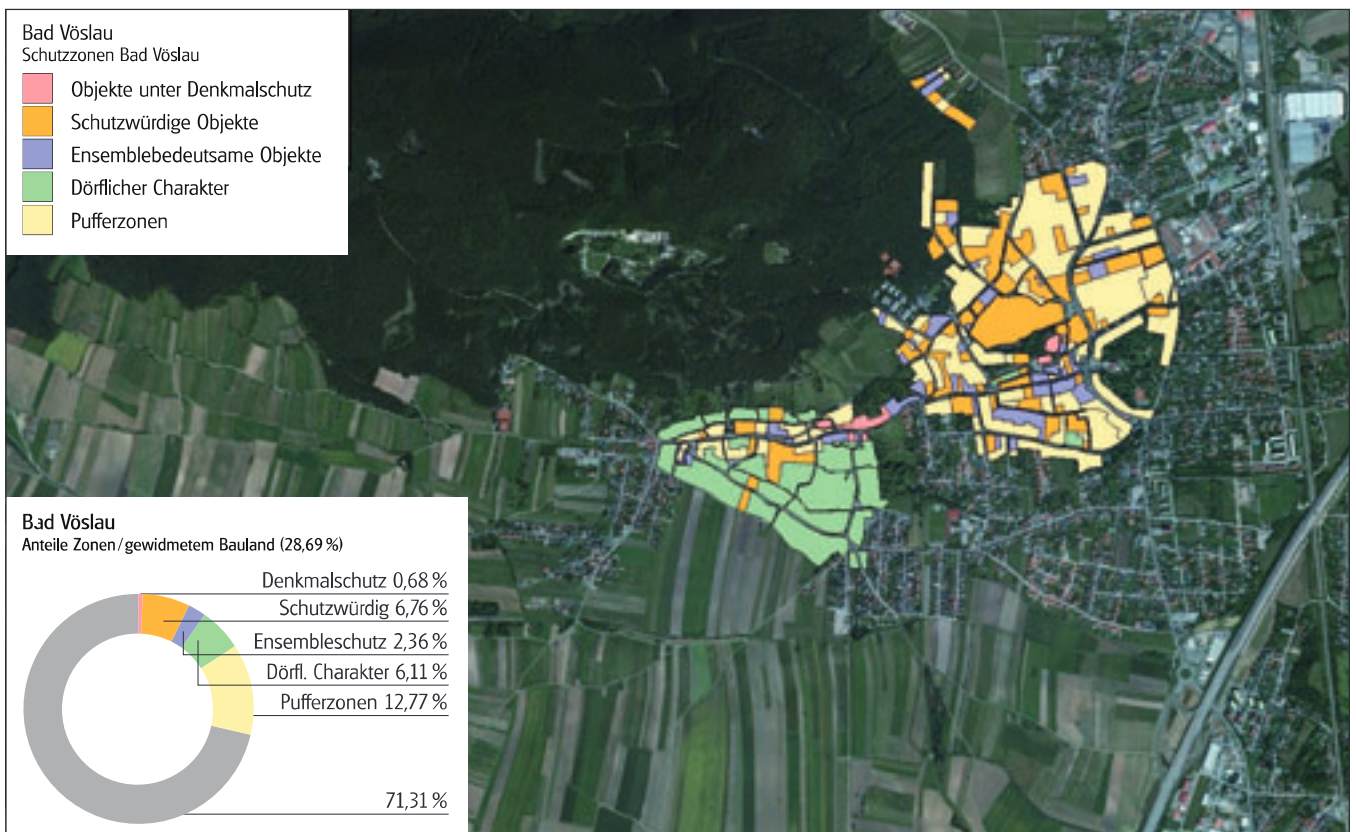 Bad Vöslau
Schutzzonen Bad Vöslau
Objekte unter Denkmalschutz
Schutzwürdige Objekte
Ensemblebedeutsame Objekte
Dörflicher Charakter
Pufferzonen
Bad Vöslau
Anteile Zonen/gewidmetem Bauland (28,69 %)
Denkmalschutz 0,68 %
Schutzwürdig 6,76 %
Ensembleschutz 2,36 %
Dörfl. Charakter 6,11 %
Pufferzonen 12,77 %
71,31 %